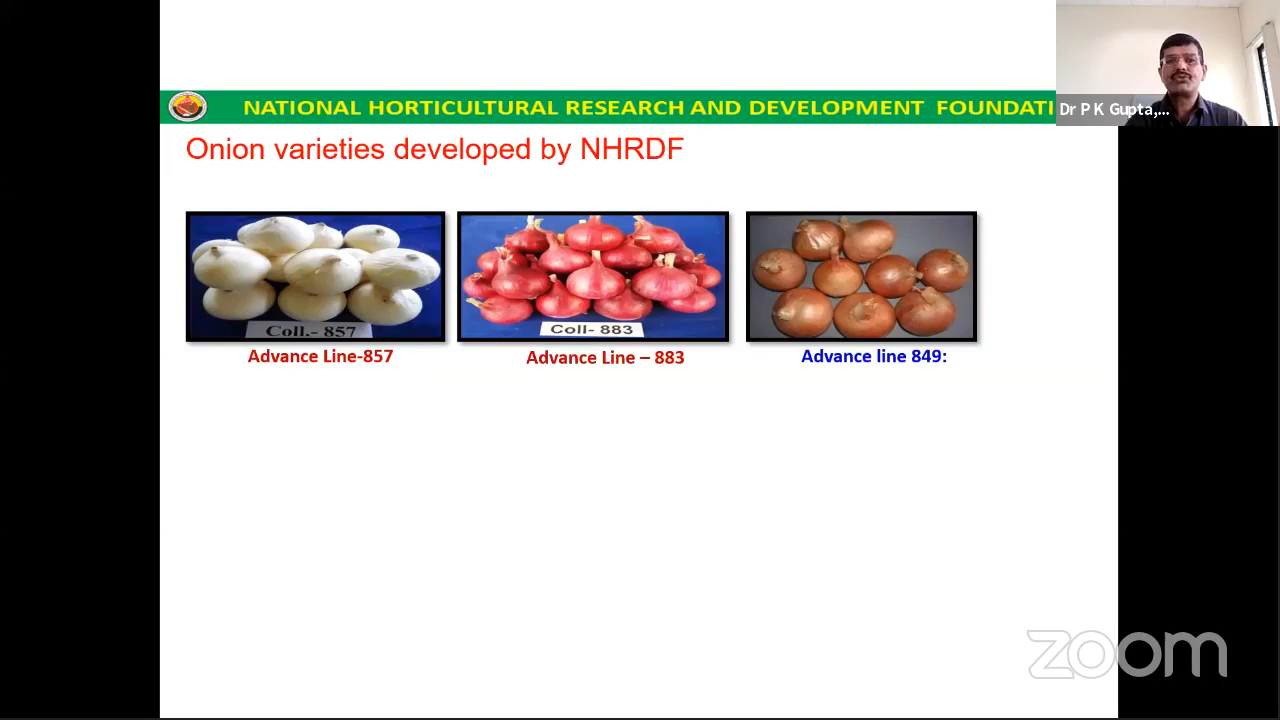 NATIONAL HORTICULTURAL RESEARCH AND DEVELOPMENT FOUNDATI
Dr P K Gupta,...
Onion varieties developed by NHRDF
Coll.- 857
Coll- 883
Advance Line-857
Advance Line – 883
Advance line 849:
zoom